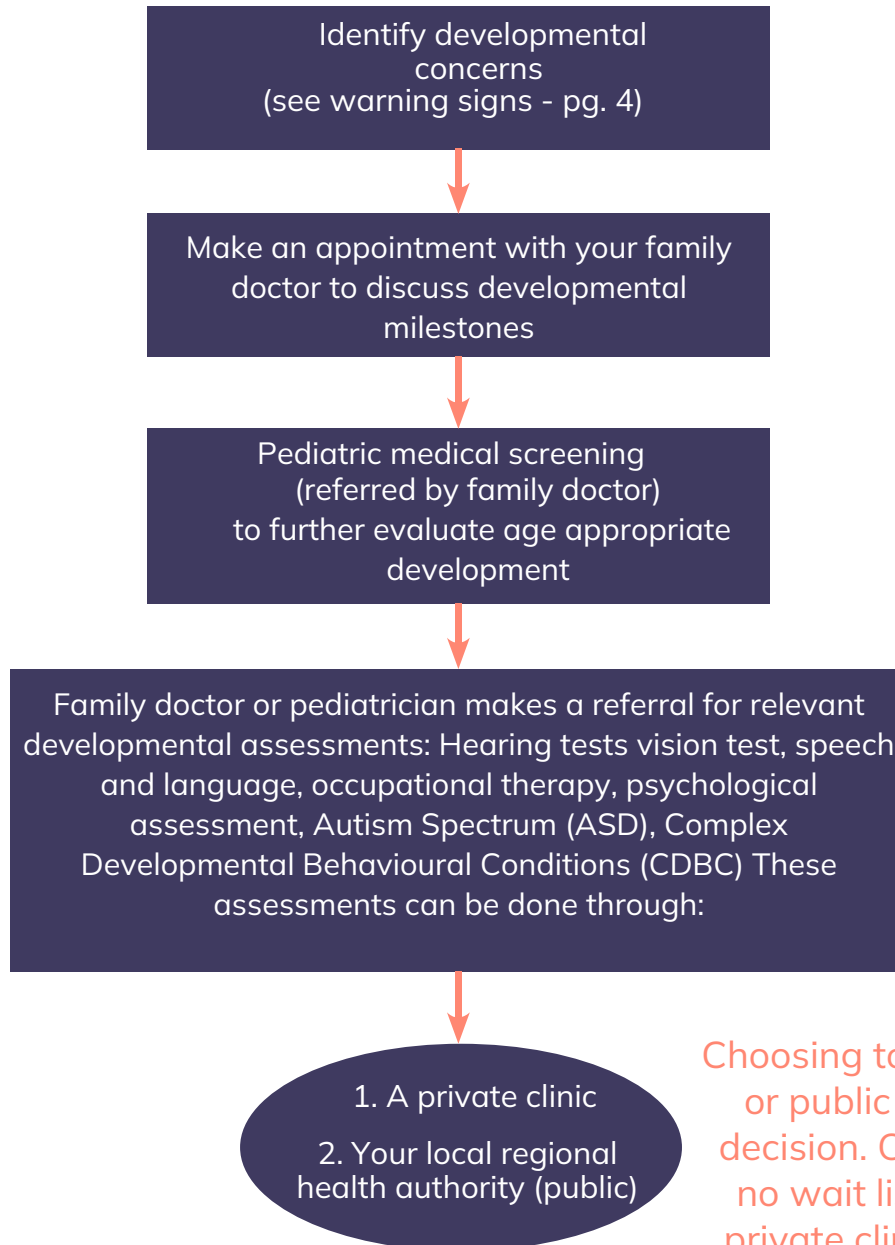 Identify developmental
concerns
(see warning signs - pg. 4)
Make an appointment with your family
doctor to discuss developmental
milestones
Pediatric medical screening
(referred by family doctor)
to further evaluate age appropriate
development
Family doctor or pediatrician makes a referral for relevant
developmental assessments: Hearing tests vision test, speech
and language, occupational therapy, psychological
assessment, Autism Spectrum (ASD), Complex
Developmental Behavioural Conditions (CDBC) These
assessments can be done through:
1. A private clinic
2. Your local regional
health authority (public)
Choosing
or public
decision.
no wait
private